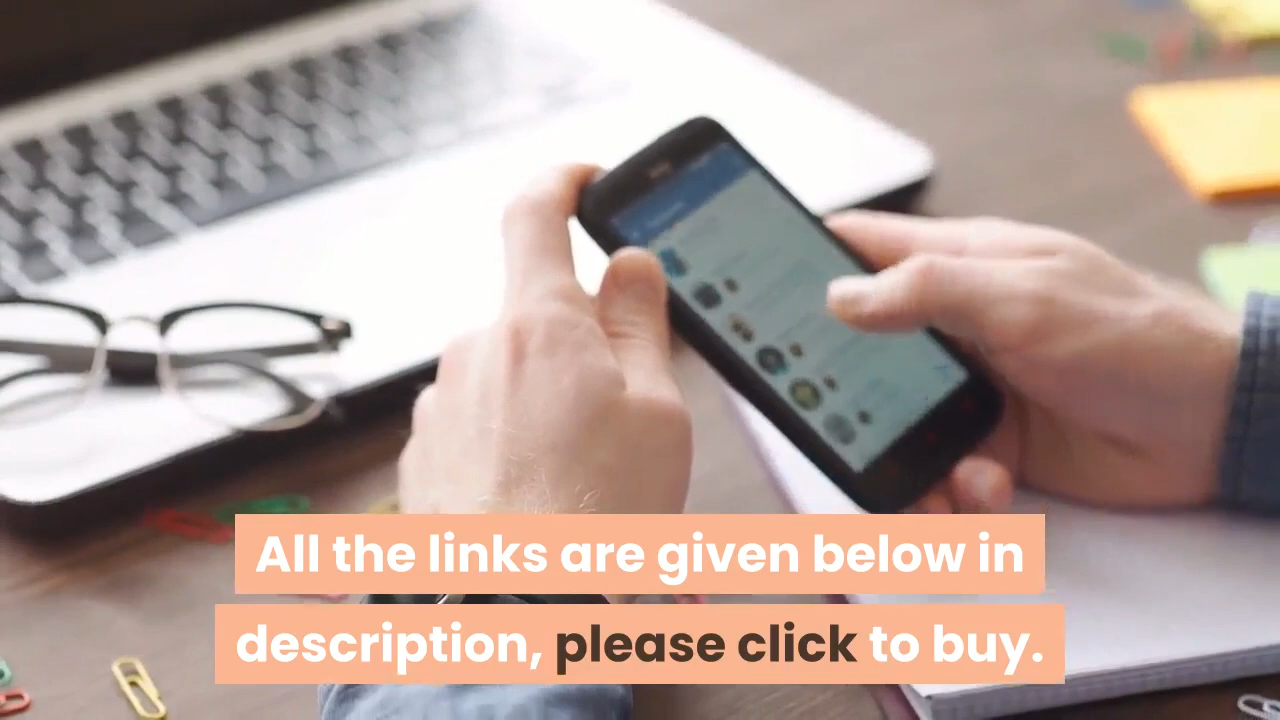 All the links are given below in
description, please click to buy.